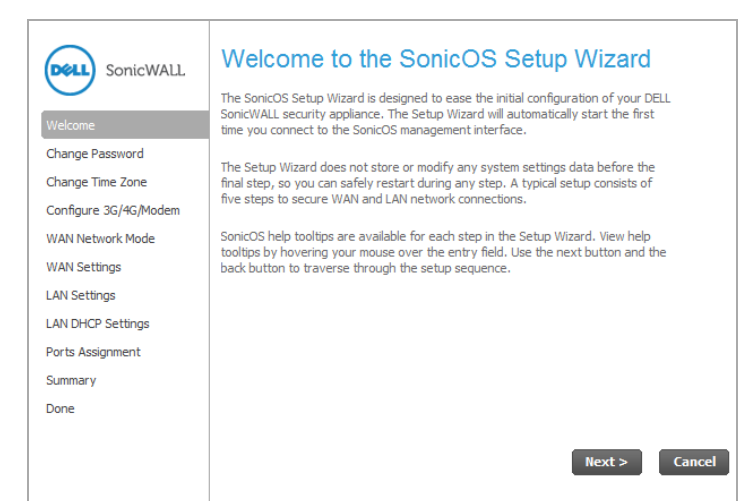 DELL SonicWALL
Welcome
Change Password
Change Time Zone
Configure 3G/4G/Modem
WAN Network Mode
WAN Settings
LAN Settings
LAN DHCP Settings
Ports Assignment
Summary
Done
Welcome to the SonicOS Setup Wizard
The SonicOS Setup Wizard is designed to ease the initial configuration of your DELL
SonicWALL security appliance. The Setup Wizard will automatically start the first
time you connect to the SonicOS management interface.
The Setup Wizard does not store or modify any system settings data before the
final step, so you can safely restart during any step. A typical setup consists of
five steps to secure WAN and LAN network connections.
SonicOS help tooltips are available for each step in the Setup Wizard. View help
tooltips by hovering your mouse over the entry field. Use the next button and the
back button to traverse through the setup sequence.
Next > Cancel